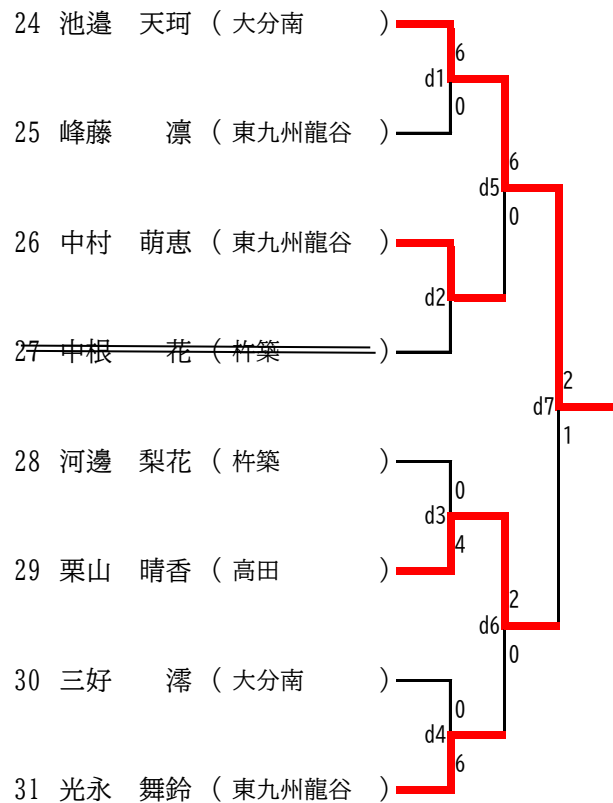 24 池邉 天珂 ( 大分南 )
6
d1
0
25 峰藤 凛 ( 東九州龍谷 )
6
d5
0
26 中村 萌恵 ( 東九州龍谷 )
d2
27 中根 花 ( 杵築 )
2
d7
1
28 河邊 梨花 ( 杵築 )
0
d3
4
29 栗山 晴香 ( 高田 )
2
d6
0
30 三好 澪 ( 大分南 )
0
d4
6
31 光永 舞鈴 ( 東九州龍谷 )